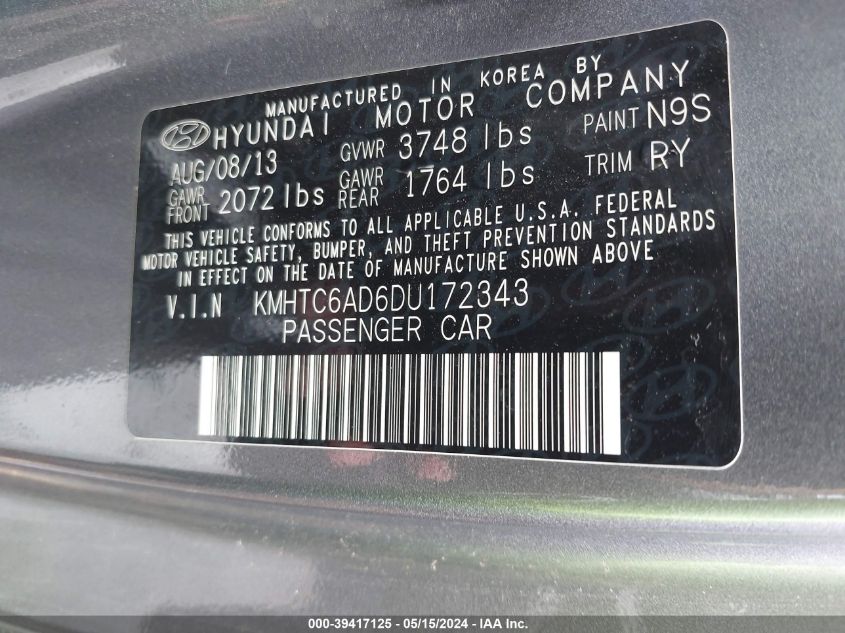 MANUFACTURED IN KOREA BY
HYUNDAI MOTOR COMPANY
AUG/08/13 GVWR 3748 lbs PAINT N9S
GAWR FRONT 2072 lbs GAWR REAR 1764 lbs TRIM RY
THIS VEHICLE CONFORMS TO ALL APPLICABLE U.S.A. FEDERAL
MOTOR VEHICLE SAFETY, BUMPER, AND THEFT PREVENTION STANDARDS
IN EFFECT ON THE DATE OF MANUFACTURE SHOWN ABOVE
V.I.N KMHTC6AD6DU172343
PASSENGER CAR
000-39417125 - 05/15/2024 - IAA Inc.